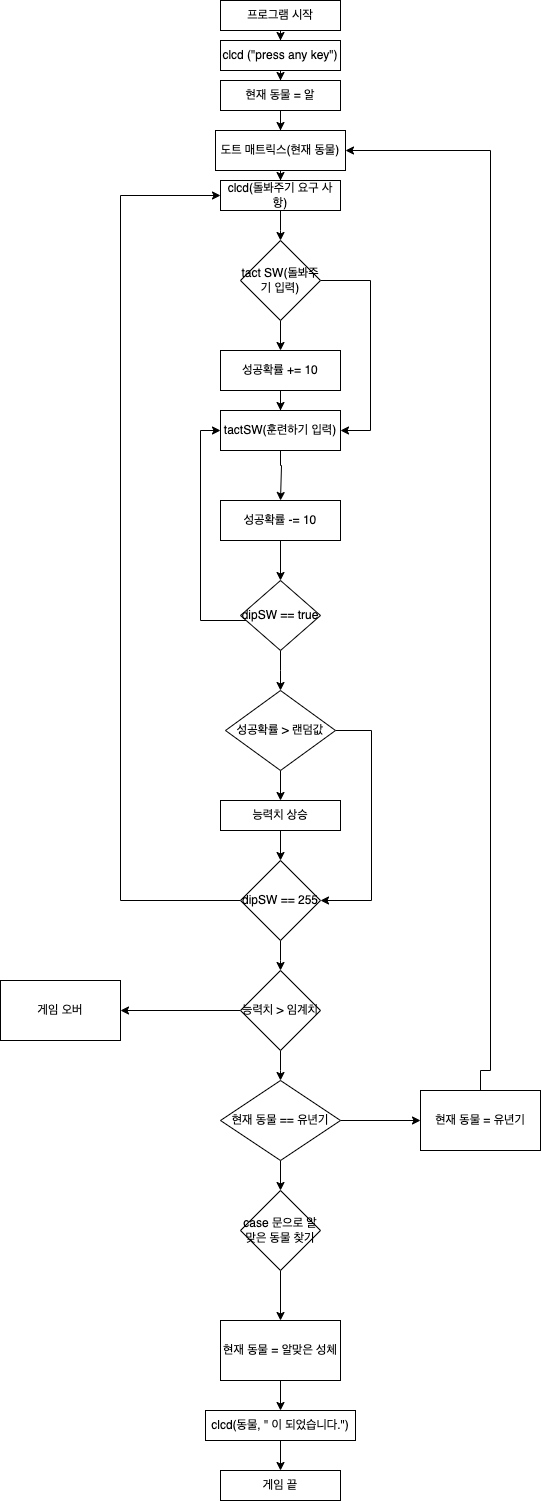 프로그램 시작
clcd ("press any key")
현재 동물 = 알
도트 매트릭스(현재 동물)
clcd(돌봐주기 요구 사
항)
tact SW(돌봐주
기 입력)
성공확률 += 10
tactSW(훈련하기 입력)
성공확률 -= 10
dipSW == true
성공확률 > 랜덤값
능력치 상승
dipSW == 255
능력치 > 임계치
게임 오버
현재 동물 == 유년기
현재 동물 = 유년기
case 문으로 알
맞은 동물 찾기
현재 동물 = 알맞은 성체
clcd(동물, " 이 되었습니다.")
게임 끝